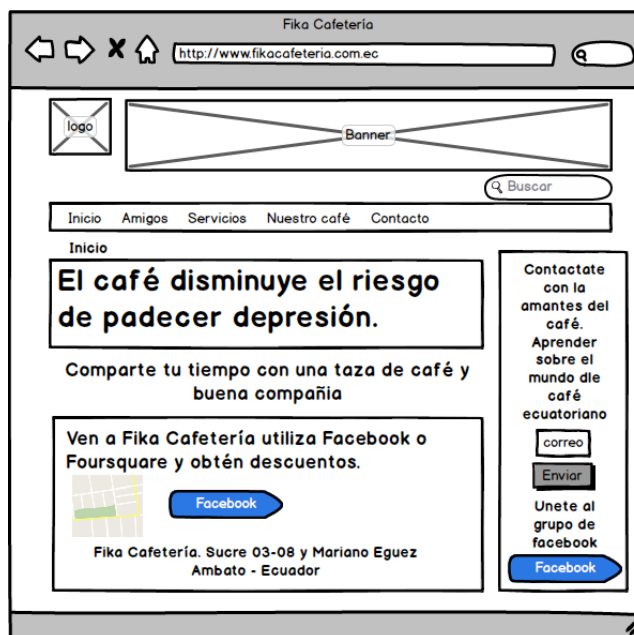 Fika Cafetería
http://www.fikacafeteria.com.ec
logo
Banner
Buscar
Inicio Amigos Servicios Nuestro café Contacto
Inicio
El café disminuye el riesgo
de padecer depresión.
Comparte tu tiempo con una taza de café y
buena compañia
Ven a Fika Cafetería utiliza Facebook o
Foursquare y obtén descuentos.
Facebook
Fika Cafetería. Sucre 03-08 y Mariano Eguez
Ambato - Ecuador
Contactate
con la
amantes del
café.
Aprender
sobre el
mundo dle
café
ecuatoriano
correo
Enviar
Unete al
grupo de
facebook
Facebook